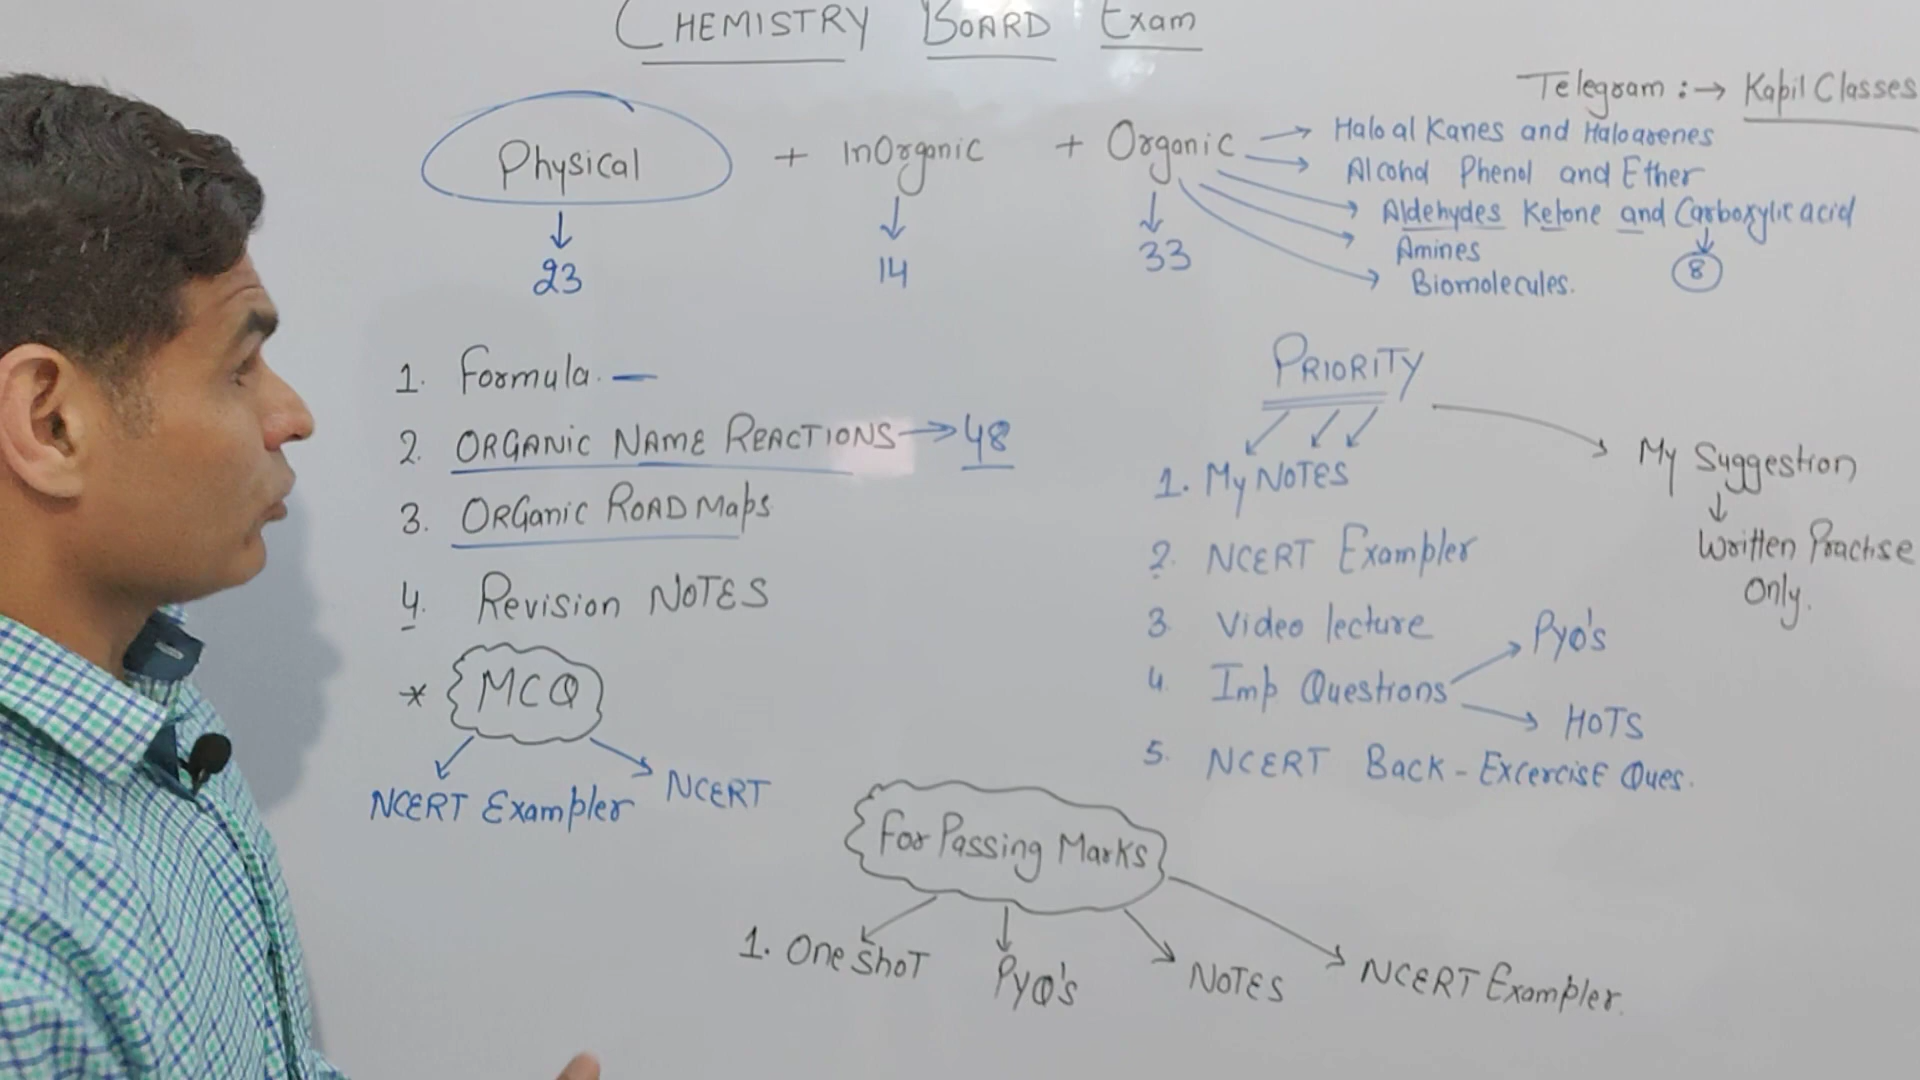 CHEMISTRY BOARD Exam
Telegram :→ Kapil Classes
Physical + InOrganic + Organic
→ Haloalkanes and Haloarenes
→ Alcohol Phenol and Ether
→ Aldehydes Ketone and Carboxylic acid
→ Amines
→ Biomolecules.
8
23
14
33
1. Formula. —
2. ORGANIC NAME REACTIONS → 48
3. ORGanic ROAD Maps
4. Revision NOTES
* MCQ
NCERT Exampler
NCERT
PRIORITY
1. My NOTES
2. NCERT Exampler
3. Video lecture
4. Imp Questions
PyQ's
HOTS
5. NCERT Back - ExcerciSE Ques.
My Suggestion
Written Practise
Only.
For Passing Marks
1. One ShoT
PyQ's
NOTES
NCERT Exampler.